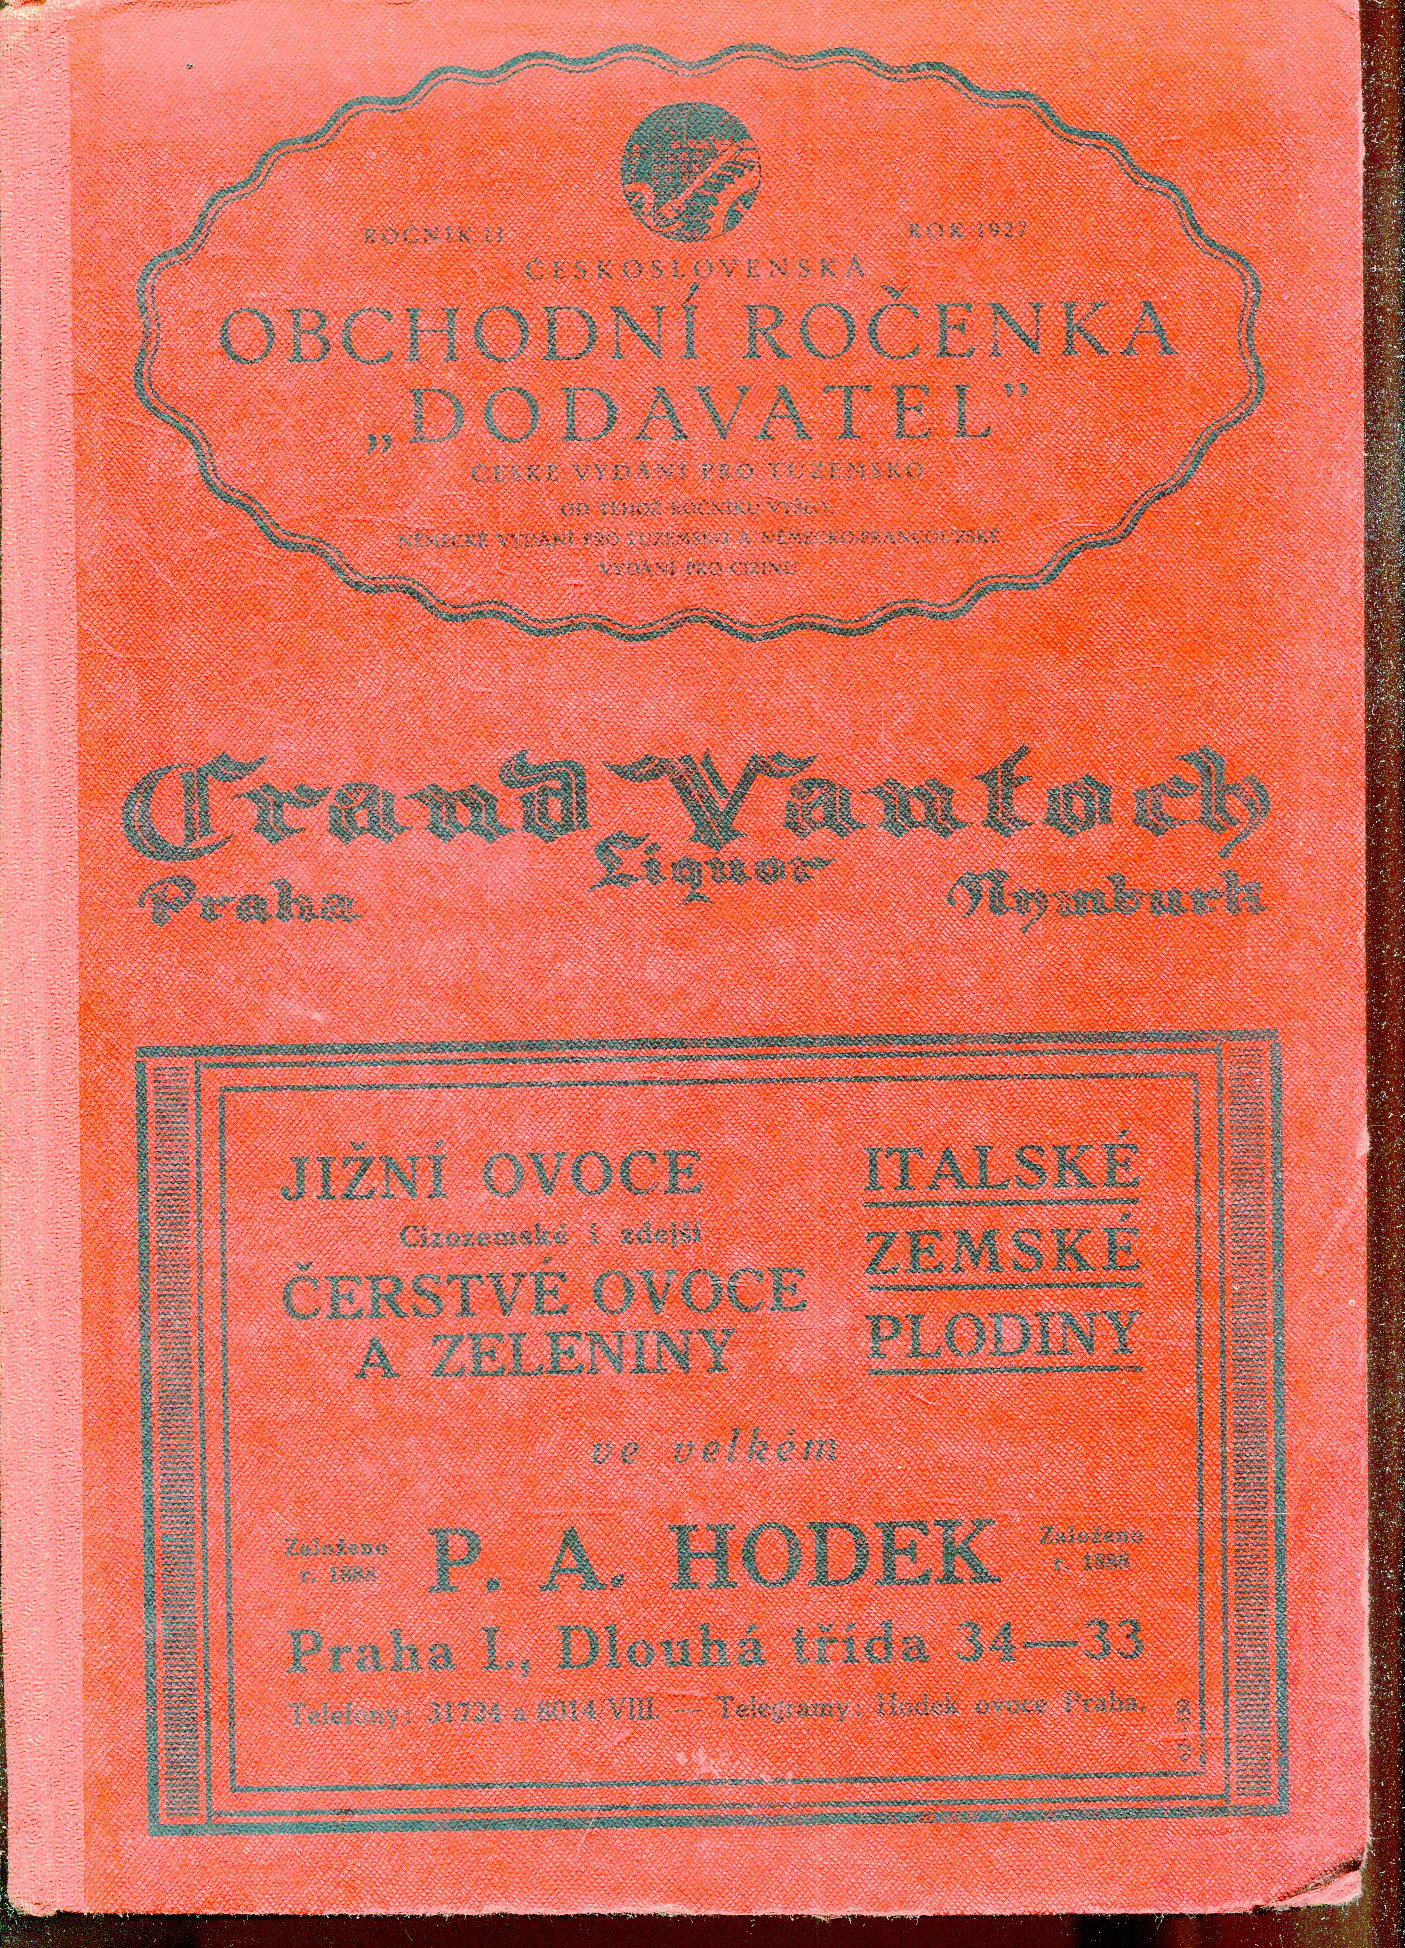 ROČNÍK II
ROK 1927
ČESKOSLOVENSKÁ
OBCHODNÍ ROČENKA
„DODAVATEL”
ČESKÉ VYDÁNÍ PRO TUZEMSKO
OD TÉHOŽ ROČNÍKU VYŠLO:
NĚMECKÉ VYDÁNÍ PRO TUZEMSKO A NĚMECKO-FRANCOUZSKÉ
VYDÁNÍ PRO CIZINU
Grand Vantoch
Liquor
Praha
Nymburk
JIŽNÍ OVOCE
Cizozemské i zdejší
ČERSTVÉ OVOCE
A ZELENINY
ITALSKÉ
ZEMSKÉ
PLODINY
ve velkém
Založeno
r. 1888
P. A. HODEK
Založeno
r. 1888
Praha I., Dlouhá třída 34—33
Telefony: 31724 a 8014/VIII. — Telegramy: Hodek ovoce Praha.